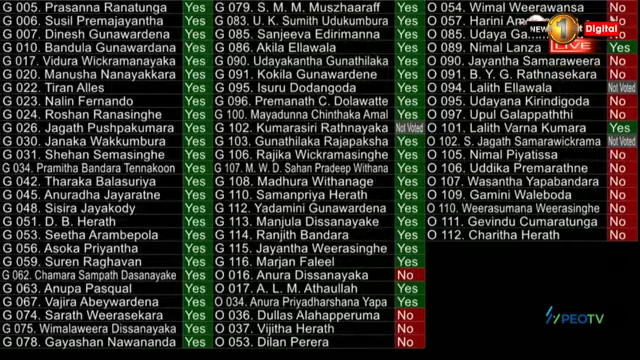 G 005. Prasanna Ranatunga Yes
G 006. Susil Premajayantha Yes
G 007. Dinesh Gunawardena Yes
G 010. Bandula Gunawardana Yes
G 017. Vidura Wickramanayaka Yes
G 020. Manusha Nanayakkara Yes
G 022. Tiran Alles Yes
G 023. Nalin Fernando Yes
G 024. Roshan Ranasinghe Yes
G 026. Jagath Pushpakumara Yes
G 030. Janaka Wakkumbura Yes
G 031. Shehan Semasinghe Yes
G 034. Pramitha Bandara Tennakoon Yes
G 042. Tharaka Balasuriya Yes
G 045. Anuradha Jayaratne Yes
G 048. Sisira Jayakody Yes
G 051. D. B. Herath Yes
G 053. Seetha Arambepola Yes
G 056. Asoka Priyantha Yes
G 059. Suren Raghavan Yes
G 062. Chamara Sampath Dasanayake Yes
G 063. Anupa Pasqual Yes
G 067. Vajira Abeywardena Yes
G 074. Sarath Weerasekara Yes
G 075. Wimalaweera Dissanayaka Yes
G 078. Gayashan Nawananda Yes
G 079. S. M. M. Muszhaaraff Yes
G 083. U. K. Sumith Udukumbura Yes
G 085. Sanjeeva Edirimanna Yes
G 086. Akila Ellawala Yes
G 090. Udayakantha Gunathilaka Yes
G 091. Kokila Gunawardene Yes
G 095. Isuru Dodangoda Yes
G 096. Premanath C. Dolawatte Yes
G 100. Mayadunna Chinthaka Amal Yes
G 102. Kumarasiri Rathnayaka Not Voted
G 103. Gunathilaka Rajapaksha Yes
G 106. Rajika Wickramasinghe Yes
G 107. M. W. D. Sahan Pradeep Withana Yes
G 108. Madhura Withanage Yes
G 110. Samanpriya Herath Yes
G 112. Yadamini Gunawardena Yes
G 113. Manjula Dissanayake Yes
G 114. Ranjith Bandara Yes
G 115. Jayantha Weerasinghe Yes
G 116. Marjan Faleel Yes
O 016. Anura Dissanayaka No
O 017. A. L. M. Athaullah Yes
O 034. Anura Priyadharshana Yapa Yes
O 036. Dullas Alahapperuma No
O 037. Vijitha Herath No
O 053. Dilan Perera No
O 054. Wimal Weerawansa No
O 057. Harini No
O 085. Udaya No
O 089. Nimal Lanza Yes
O 090. Jayantha Samaraweera No
O 091. B. Y. G. Rathnasekara No
O 094. Lalith Ellawala Not Voted
O 095. Udayana Kirindigoda No
O 097. Upul Galappaththi No
O 101. Lalith Varna Kumara Yes
O 102. S. Jagath Samarawickrama Not Voted
O 105. Nimal Piyatissa No
O 106. Uddika Premarathne No
O 107. Wasantha Yapabandara No
O 109. Gamini Waleboda No
O 110. Weerasumana Weerasinghe No
O 111. Gevindu Cumaratunga No
O 112. Charitha Herath No
NEWS 1 Digital
LIVE
PEOTV